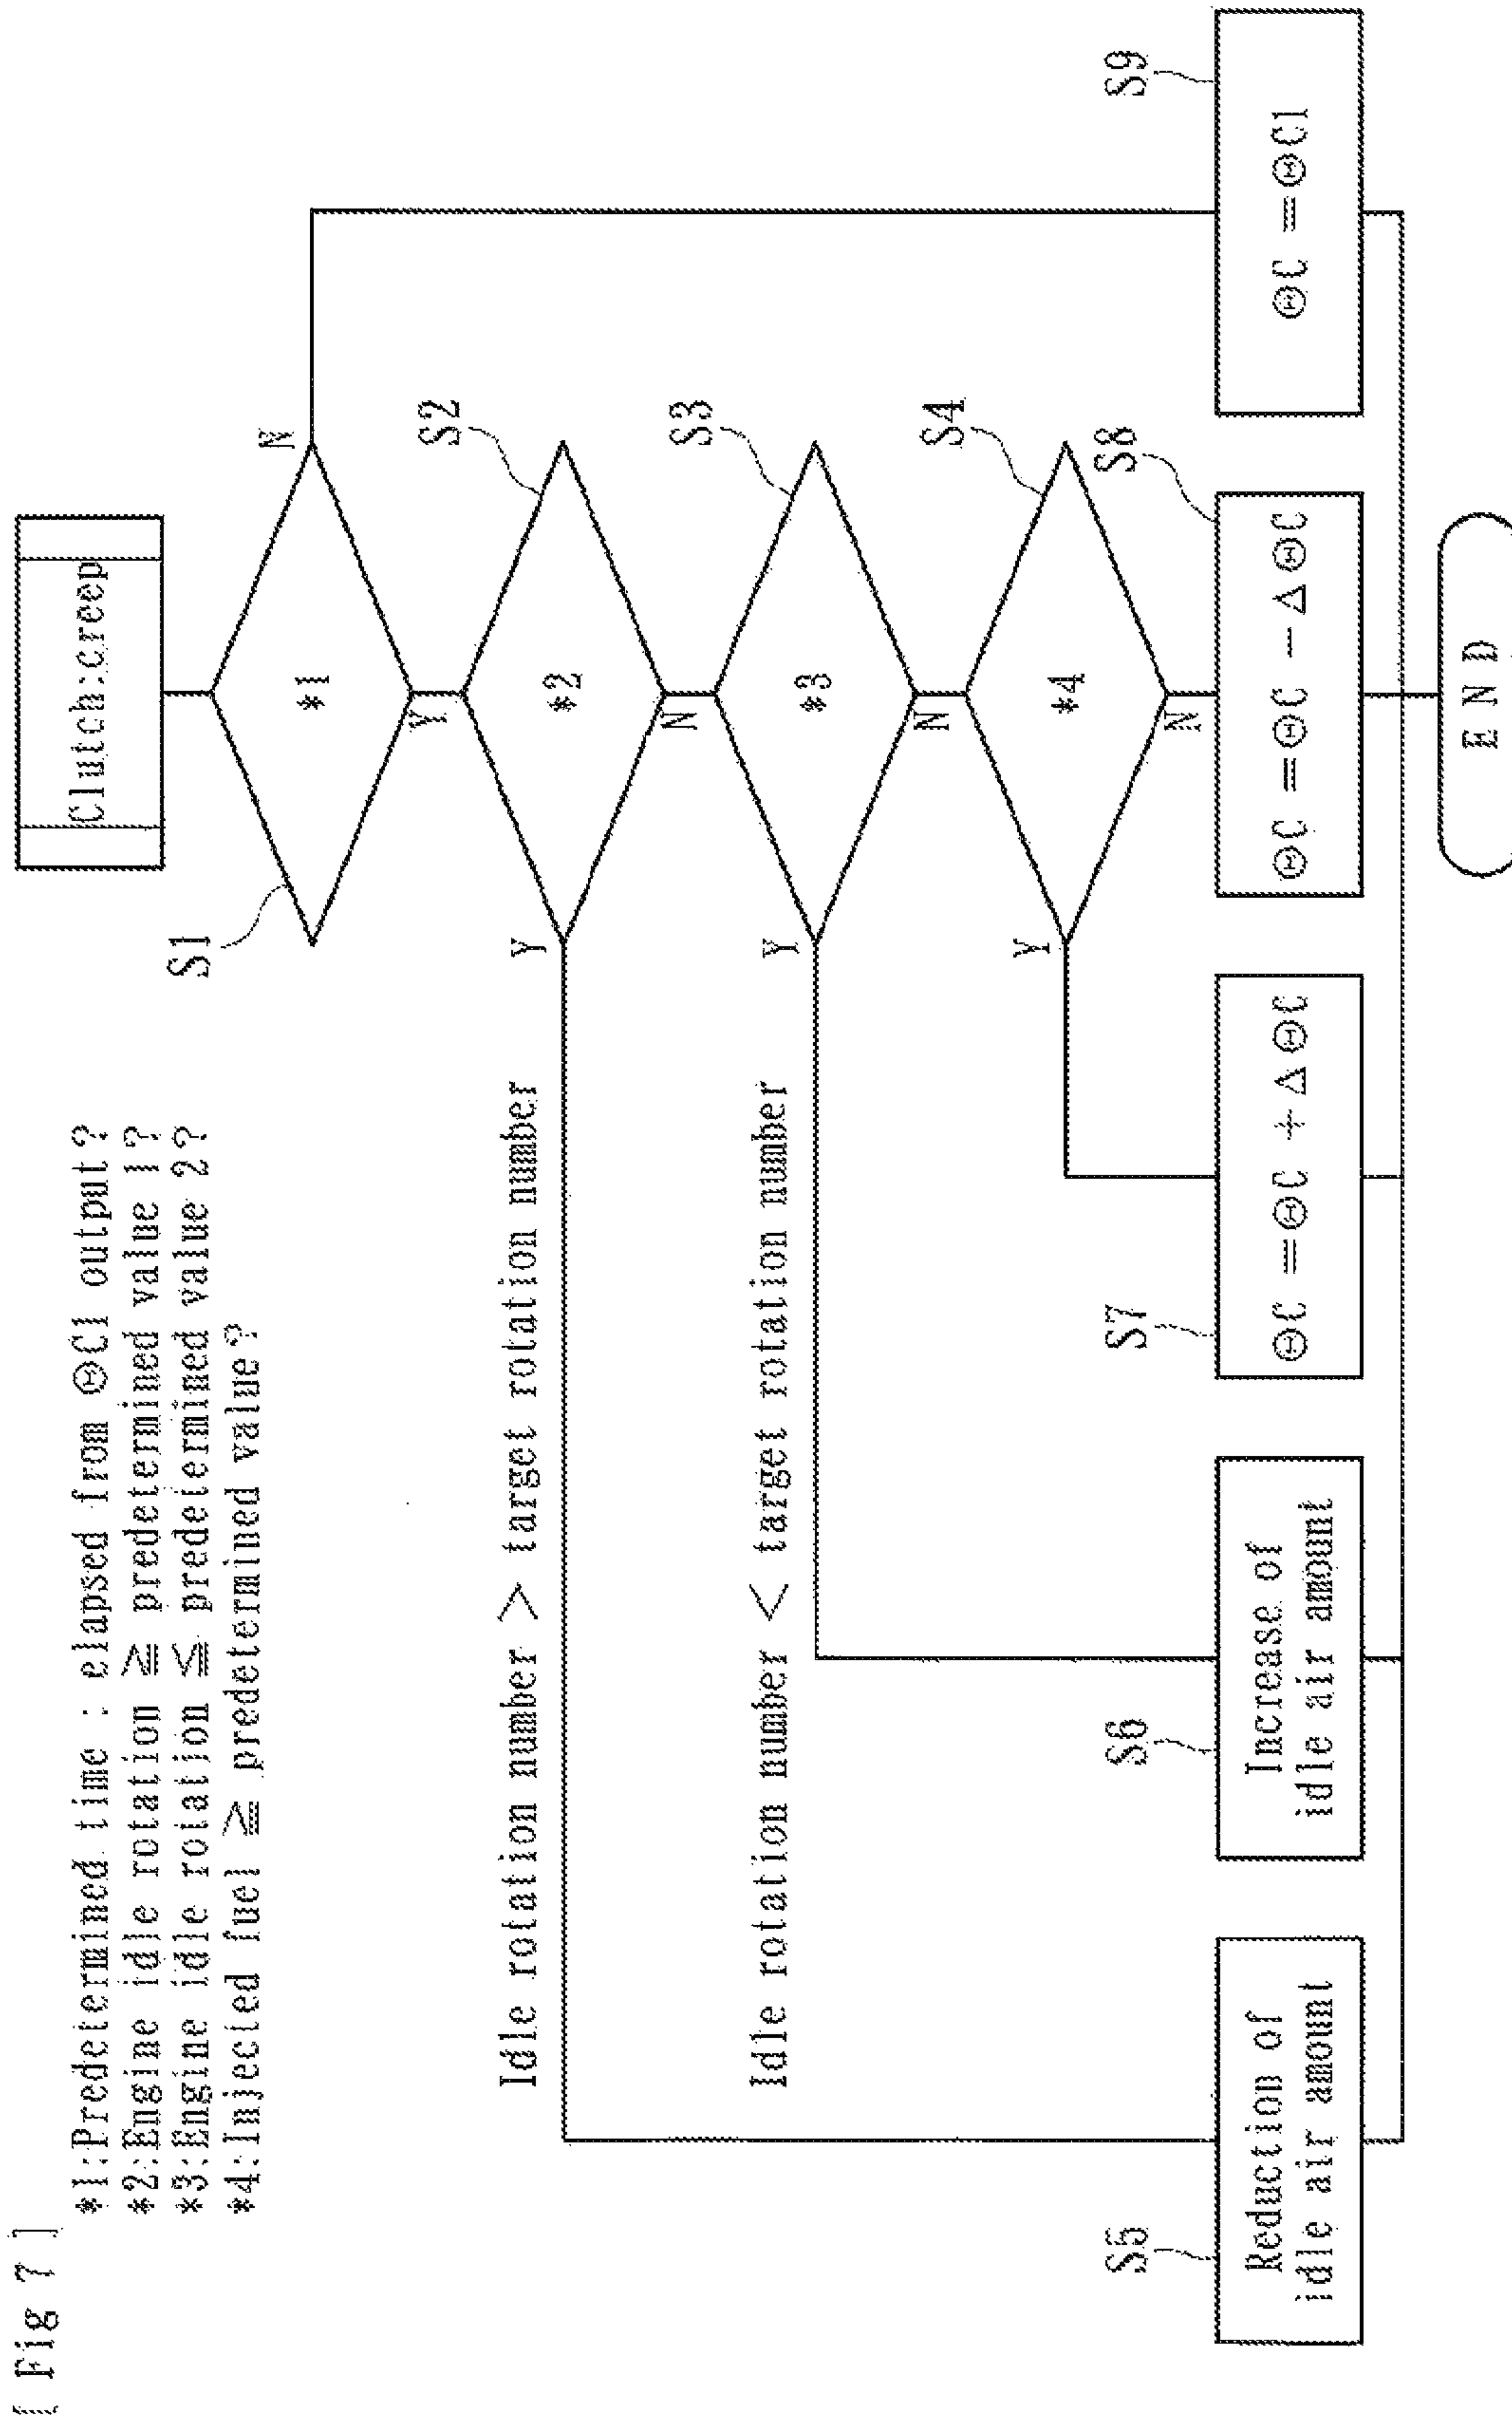 [ Fig 7 ]
*1:Predetermined time : elapsed from ΘC1 output?
*2:Engine idle rotation ≧ predetermined value 1?
*3:Engine idle rotation ≦ predetermined value 2?
*4:Injected fuel ≧ predetermined value?
Clutch:creep
S1
*1
N
Y
S2
Idle rotation number > target rotation number
Y
*2
N
S3
Idle rotation number < target rotation number
Y
*3
N
S4
Y
*4
N
S5
Reduction of
idle air amount
S6
Increase of
idle air amount
S7
ΘC =ΘC + ΔΘC
S8
ΘC =ΘC - ΔΘC
S9
ΘC =ΘC1
END